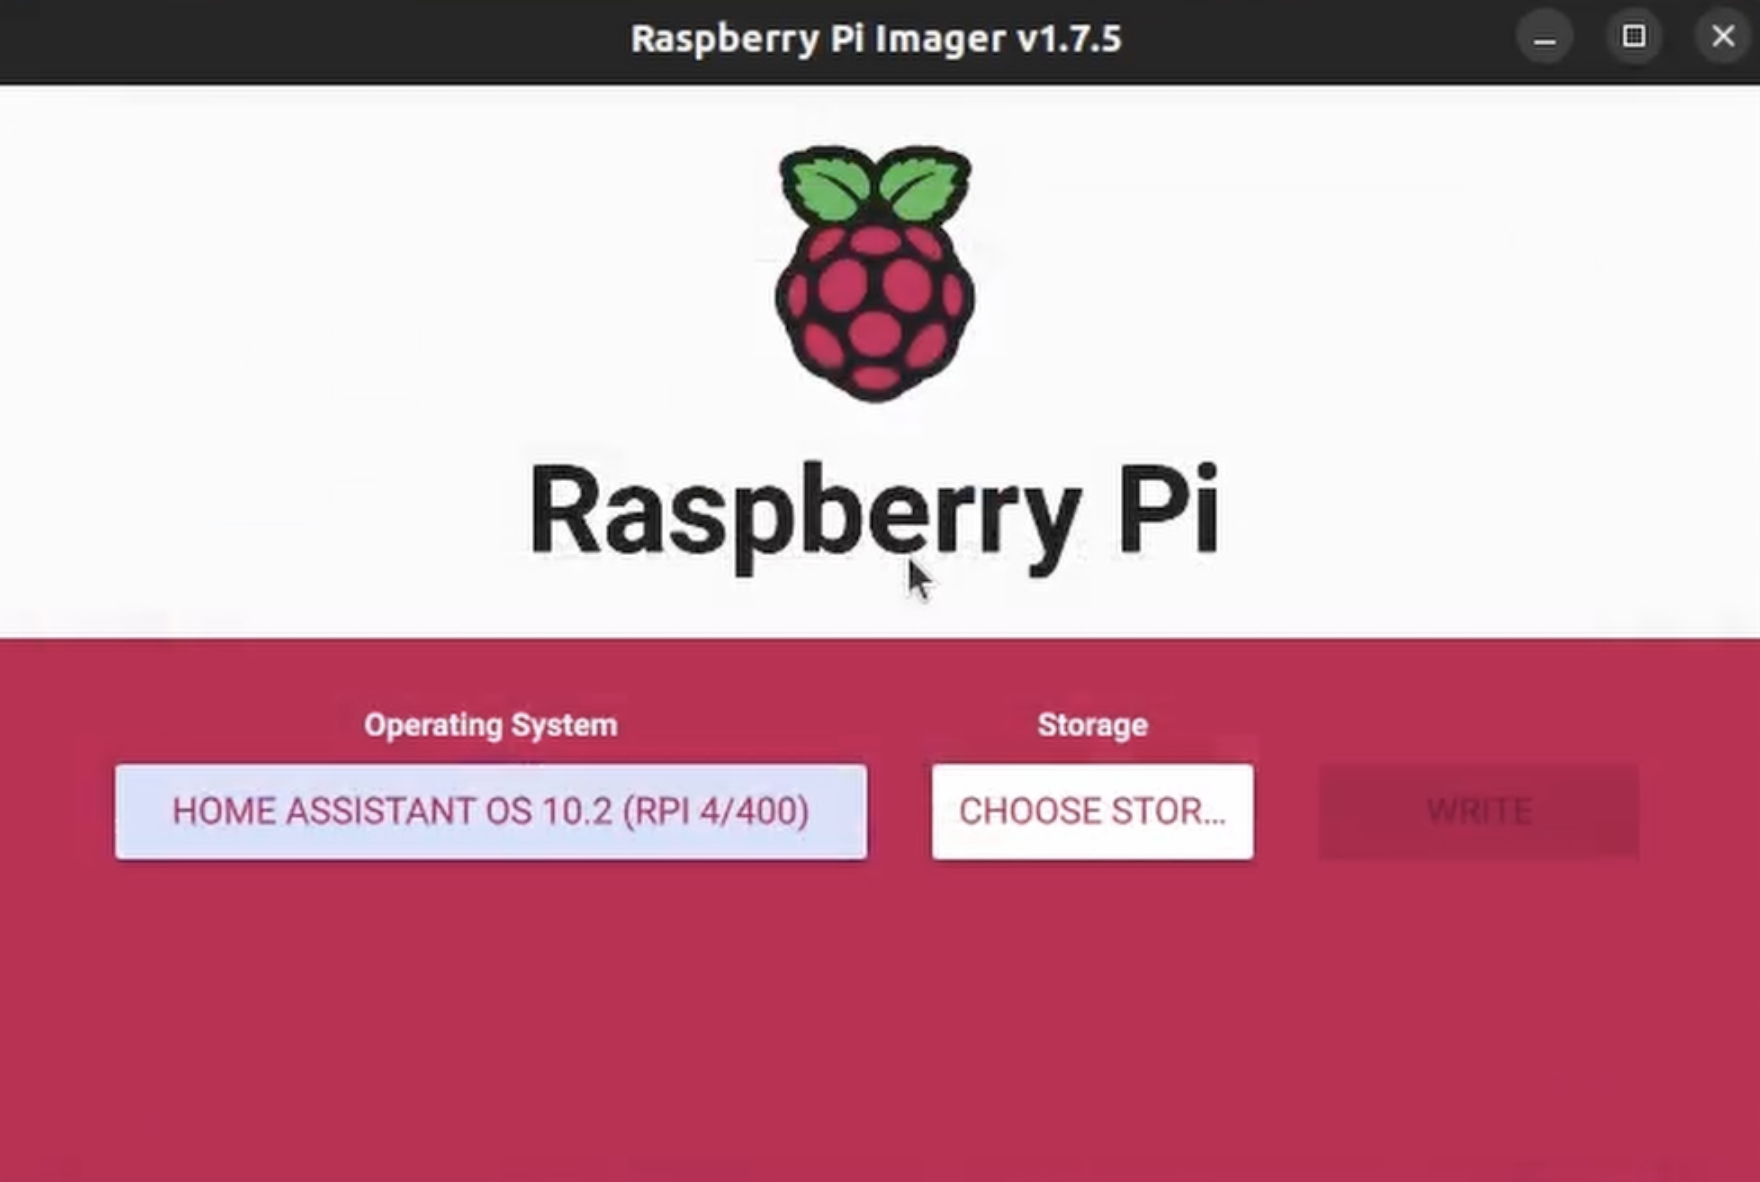 Raspberry Pi Imager v1.7.5
Raspberry Pi
Operating System
Storage
HOME ASSISTANT OS 10.2 (RPI 4/400)
CHOOSE STOR...
WRITE